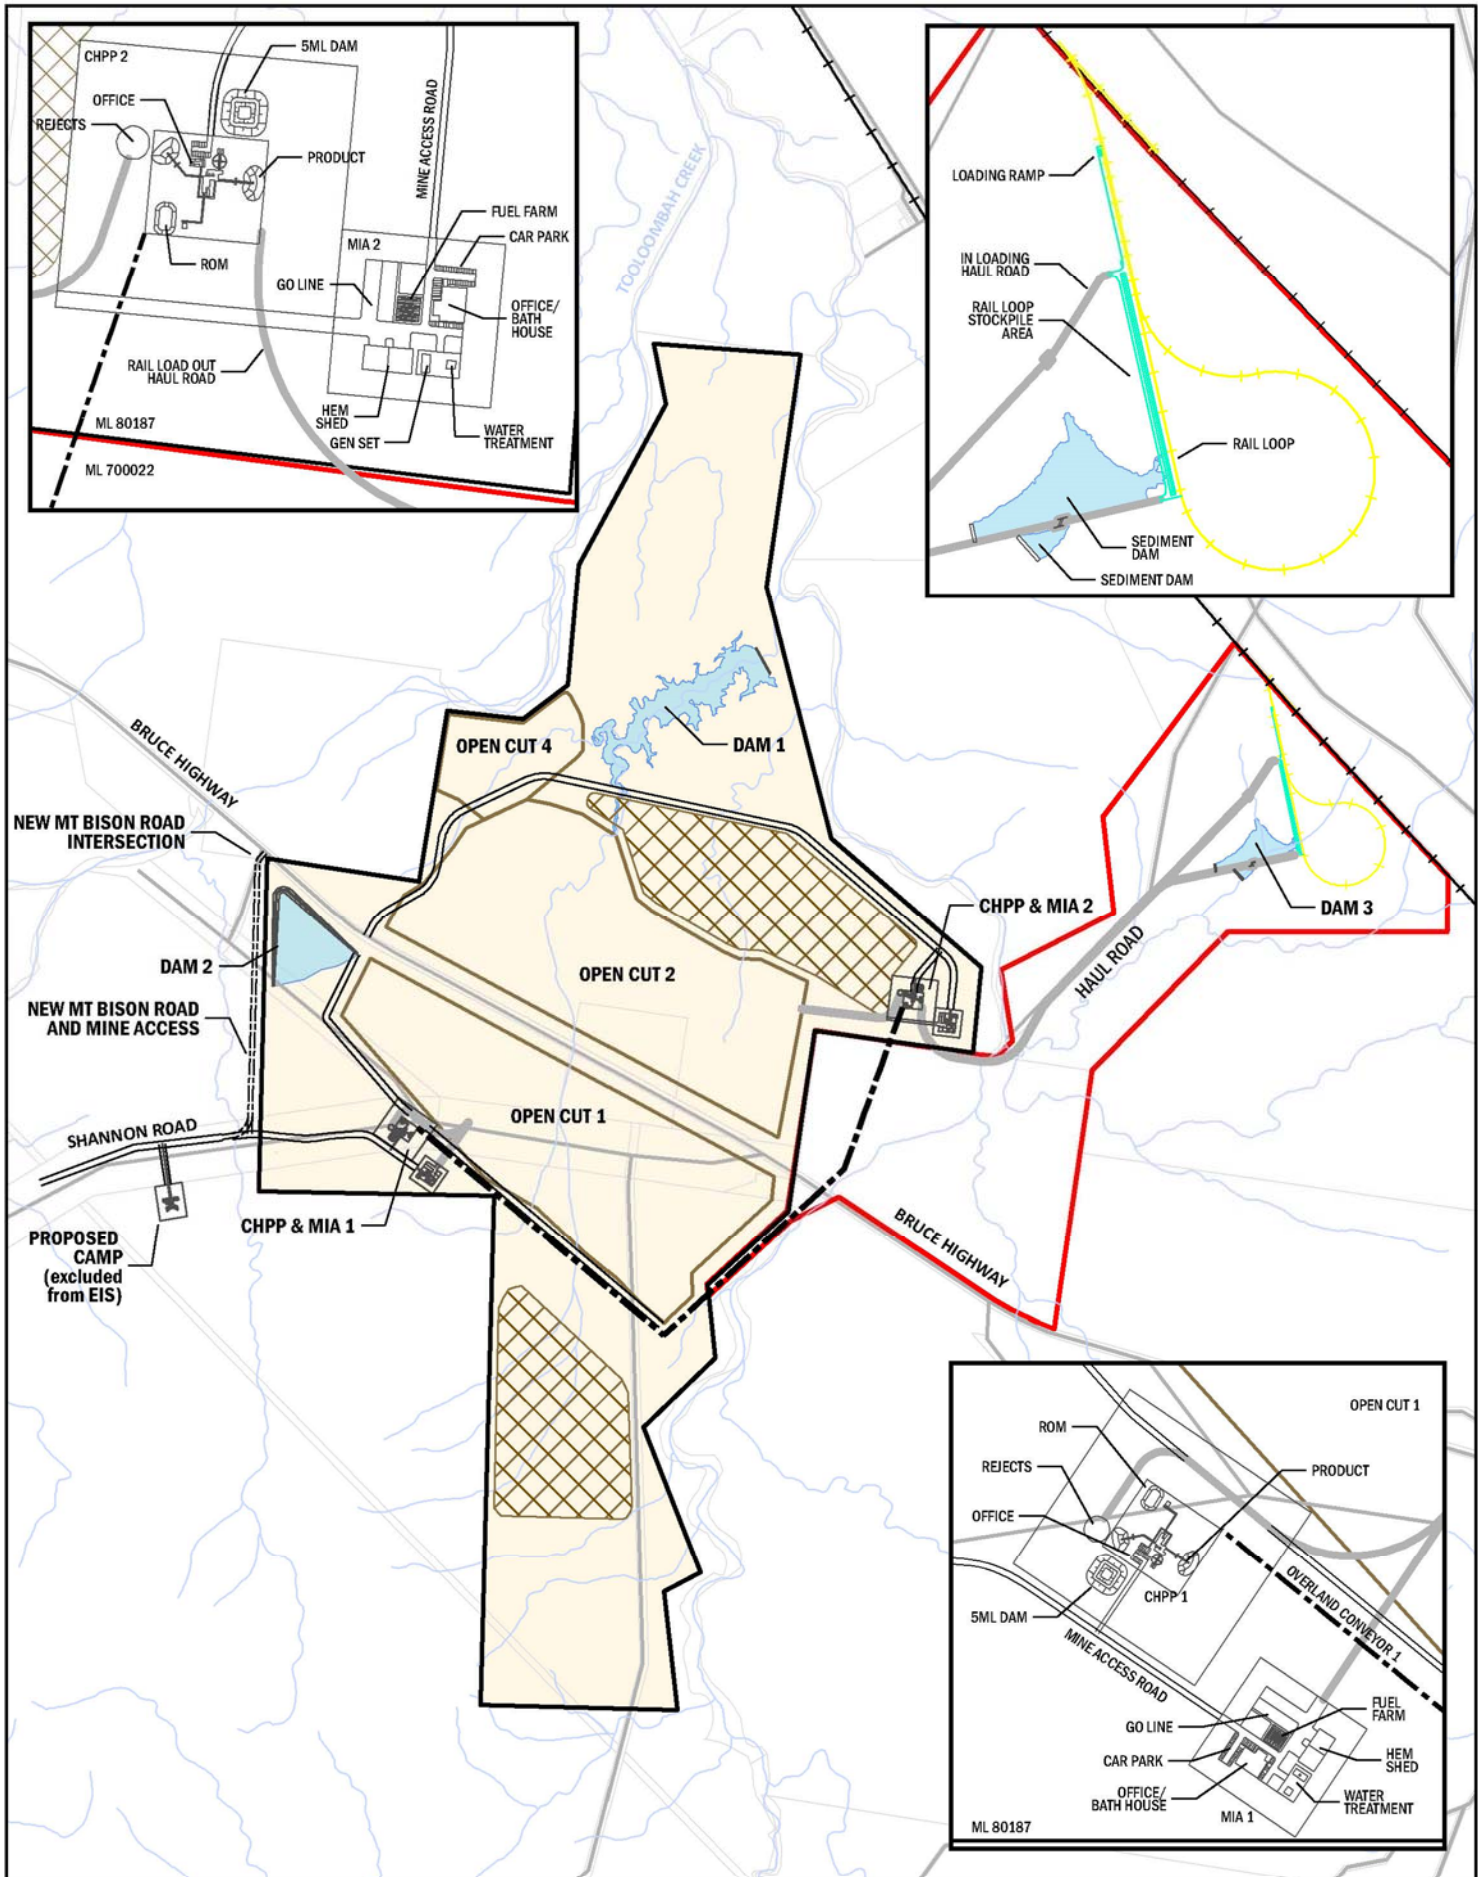 CHPP 2
5ML DAM
OFFICE
REJECTS
PRODUCT
MINE ACCESS ROAD
FUEL FARM
CAR PARK
MIA 2
ROM
GO LINE
OFFICE/
BATH
HOUSE
RAIL LOAD OUT
HAUL ROAD
HEM
SHED
GEN SET
WATER
TREATMENT
ML 80187
ML 700022
TOOLOOMBAH CREEK
LOADING RAMP
IN LOADING
HAUL ROAD
RAIL LOOP
STOCKPILE
AREA
RAIL LOOP
SEDIMENT
DAM
SEDIMENT DAM
BRUCE HIGHWAY
OPEN CUT 4
DAM 1
NEW MT BISON ROAD
INTERSECTION
CHPP & MIA 2
DAM 3
DAM 2
OPEN CUT 2
HAUL ROAD
NEW MT BISON ROAD
AND MINE ACCESS
OPEN CUT 1
SHANNON ROAD
CHPP & MIA 1
PROPOSED
CAMP
(excluded
from EIS)
BRUCE HIGHWAY
OPEN CUT 1
ROM
REJECTS
PRODUCT
OFFICE
CHPP 1
5ML DAM
OVERLAND CONVEYOR 1
MINE ACCESS ROAD
FUEL
FARM
GO LINE
CAR PARK
HEM
SHED
OFFICE/
BATH HOUSE
WATER
TREATMENT
MIA 1
ML 80187